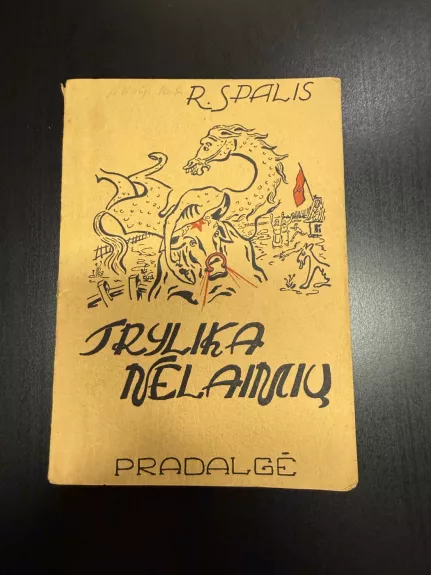 R. SPALIS
TRYLIKA
NELAIMIŲ
PRADALGĖ